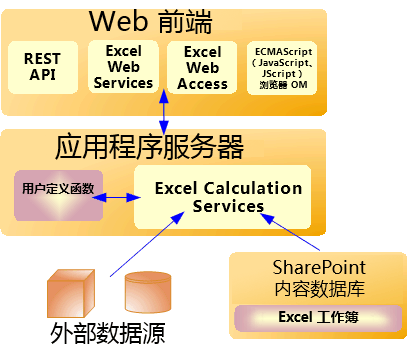 Web 前端
REST
API
Excel
Web
Services
Excel
Web
Access
ECMAScript
（JavaScript、
JScript）
浏览器 OM
应用程序服务器
用户定义函数
Excel Calculation
Services
外部数据源
SharePoint
内容数据库
Excel 工作簿